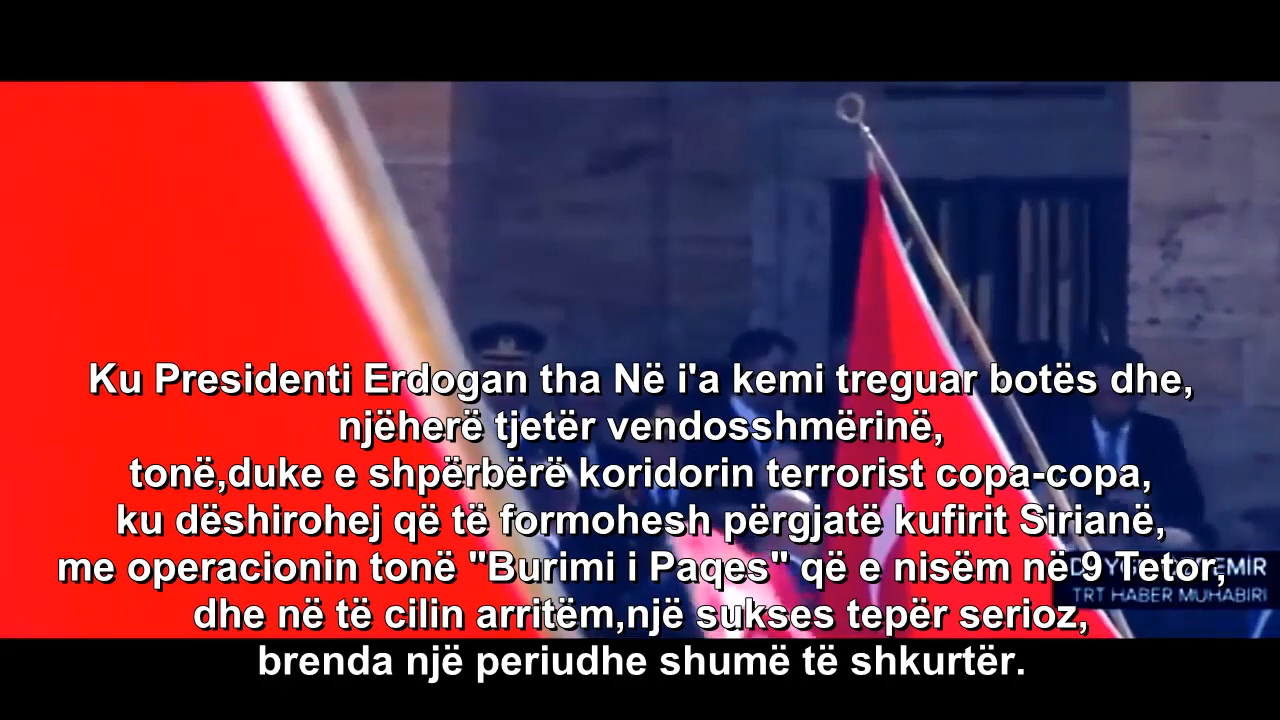 Ku Presidenti Erdogan tha Në i'a kemi treguar botës dhe,
njëherë tjetër vendosshmërinë,
tonë,duke e shpërbërë koridorin terrorist copa-copa,
ku dëshirohej që të formohesh përgjatë kufirit Sirianë,
me operacionin tonë "Burimi i Paqes" që e nisëm në 9 Tetor,
dhe në të cilin arritëm,një sukses tepër serioz,
brenda një periudhe shumë të shkurtër.
TRT HABER MUHABİRİ